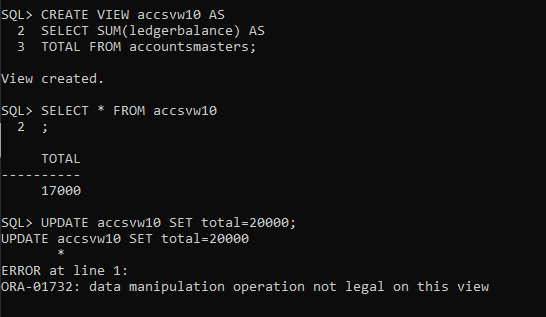 SQL> CREATE VIEW accsvw10 AS
  2  SELECT SUM(ledgerbalance) AS
  3  TOTAL FROM accountsmasters;
View created.
SQL> SELECT * FROM accsvw10
  2  ;
     TOTAL
----------
     17000
SQL> UPDATE accsvw10 SET total=20000;
UPDATE accsvw10 SET total=20000
       *
ERROR at line 1:
ORA-01732: data manipulation operation not legal on this view